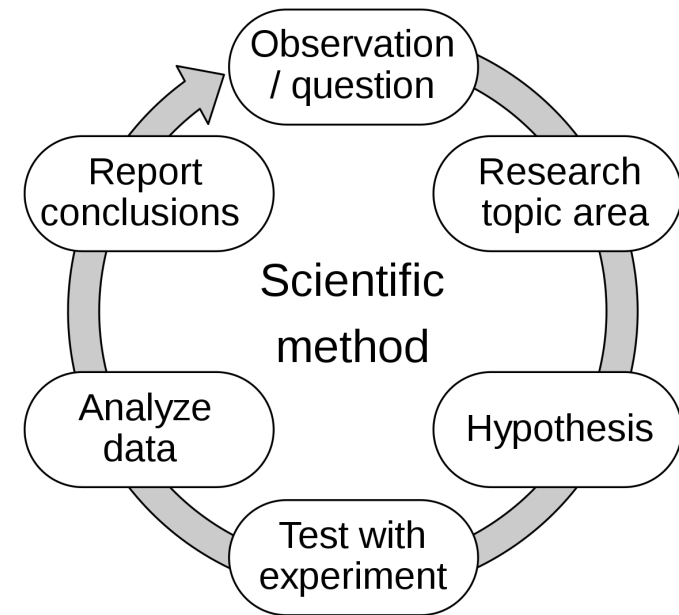 Observation
/ question
Research
topic area
Hypothesis
Test with
experiment
Analyze
data
Report
conclusions
Scientific
method